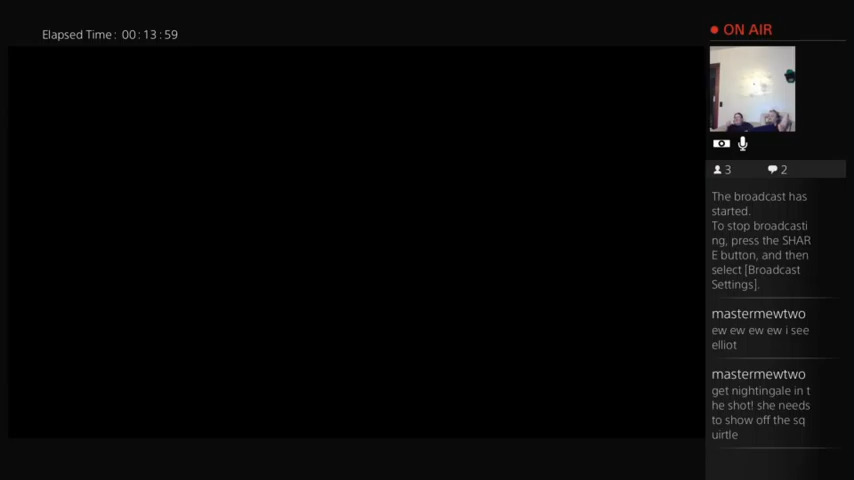 Elapsed Time: 00:13:59
ON AIR
3
2
The broadcast has
started.
To stop broadcasti
ng, press the SHAR
E button, and then
select [Broadcast
Settings].
mastermewtwo
ew ew ew ew i see
elliot
mastermewtwo
get nightingale in t
he shot! she needs
to show off the sq
uirtle